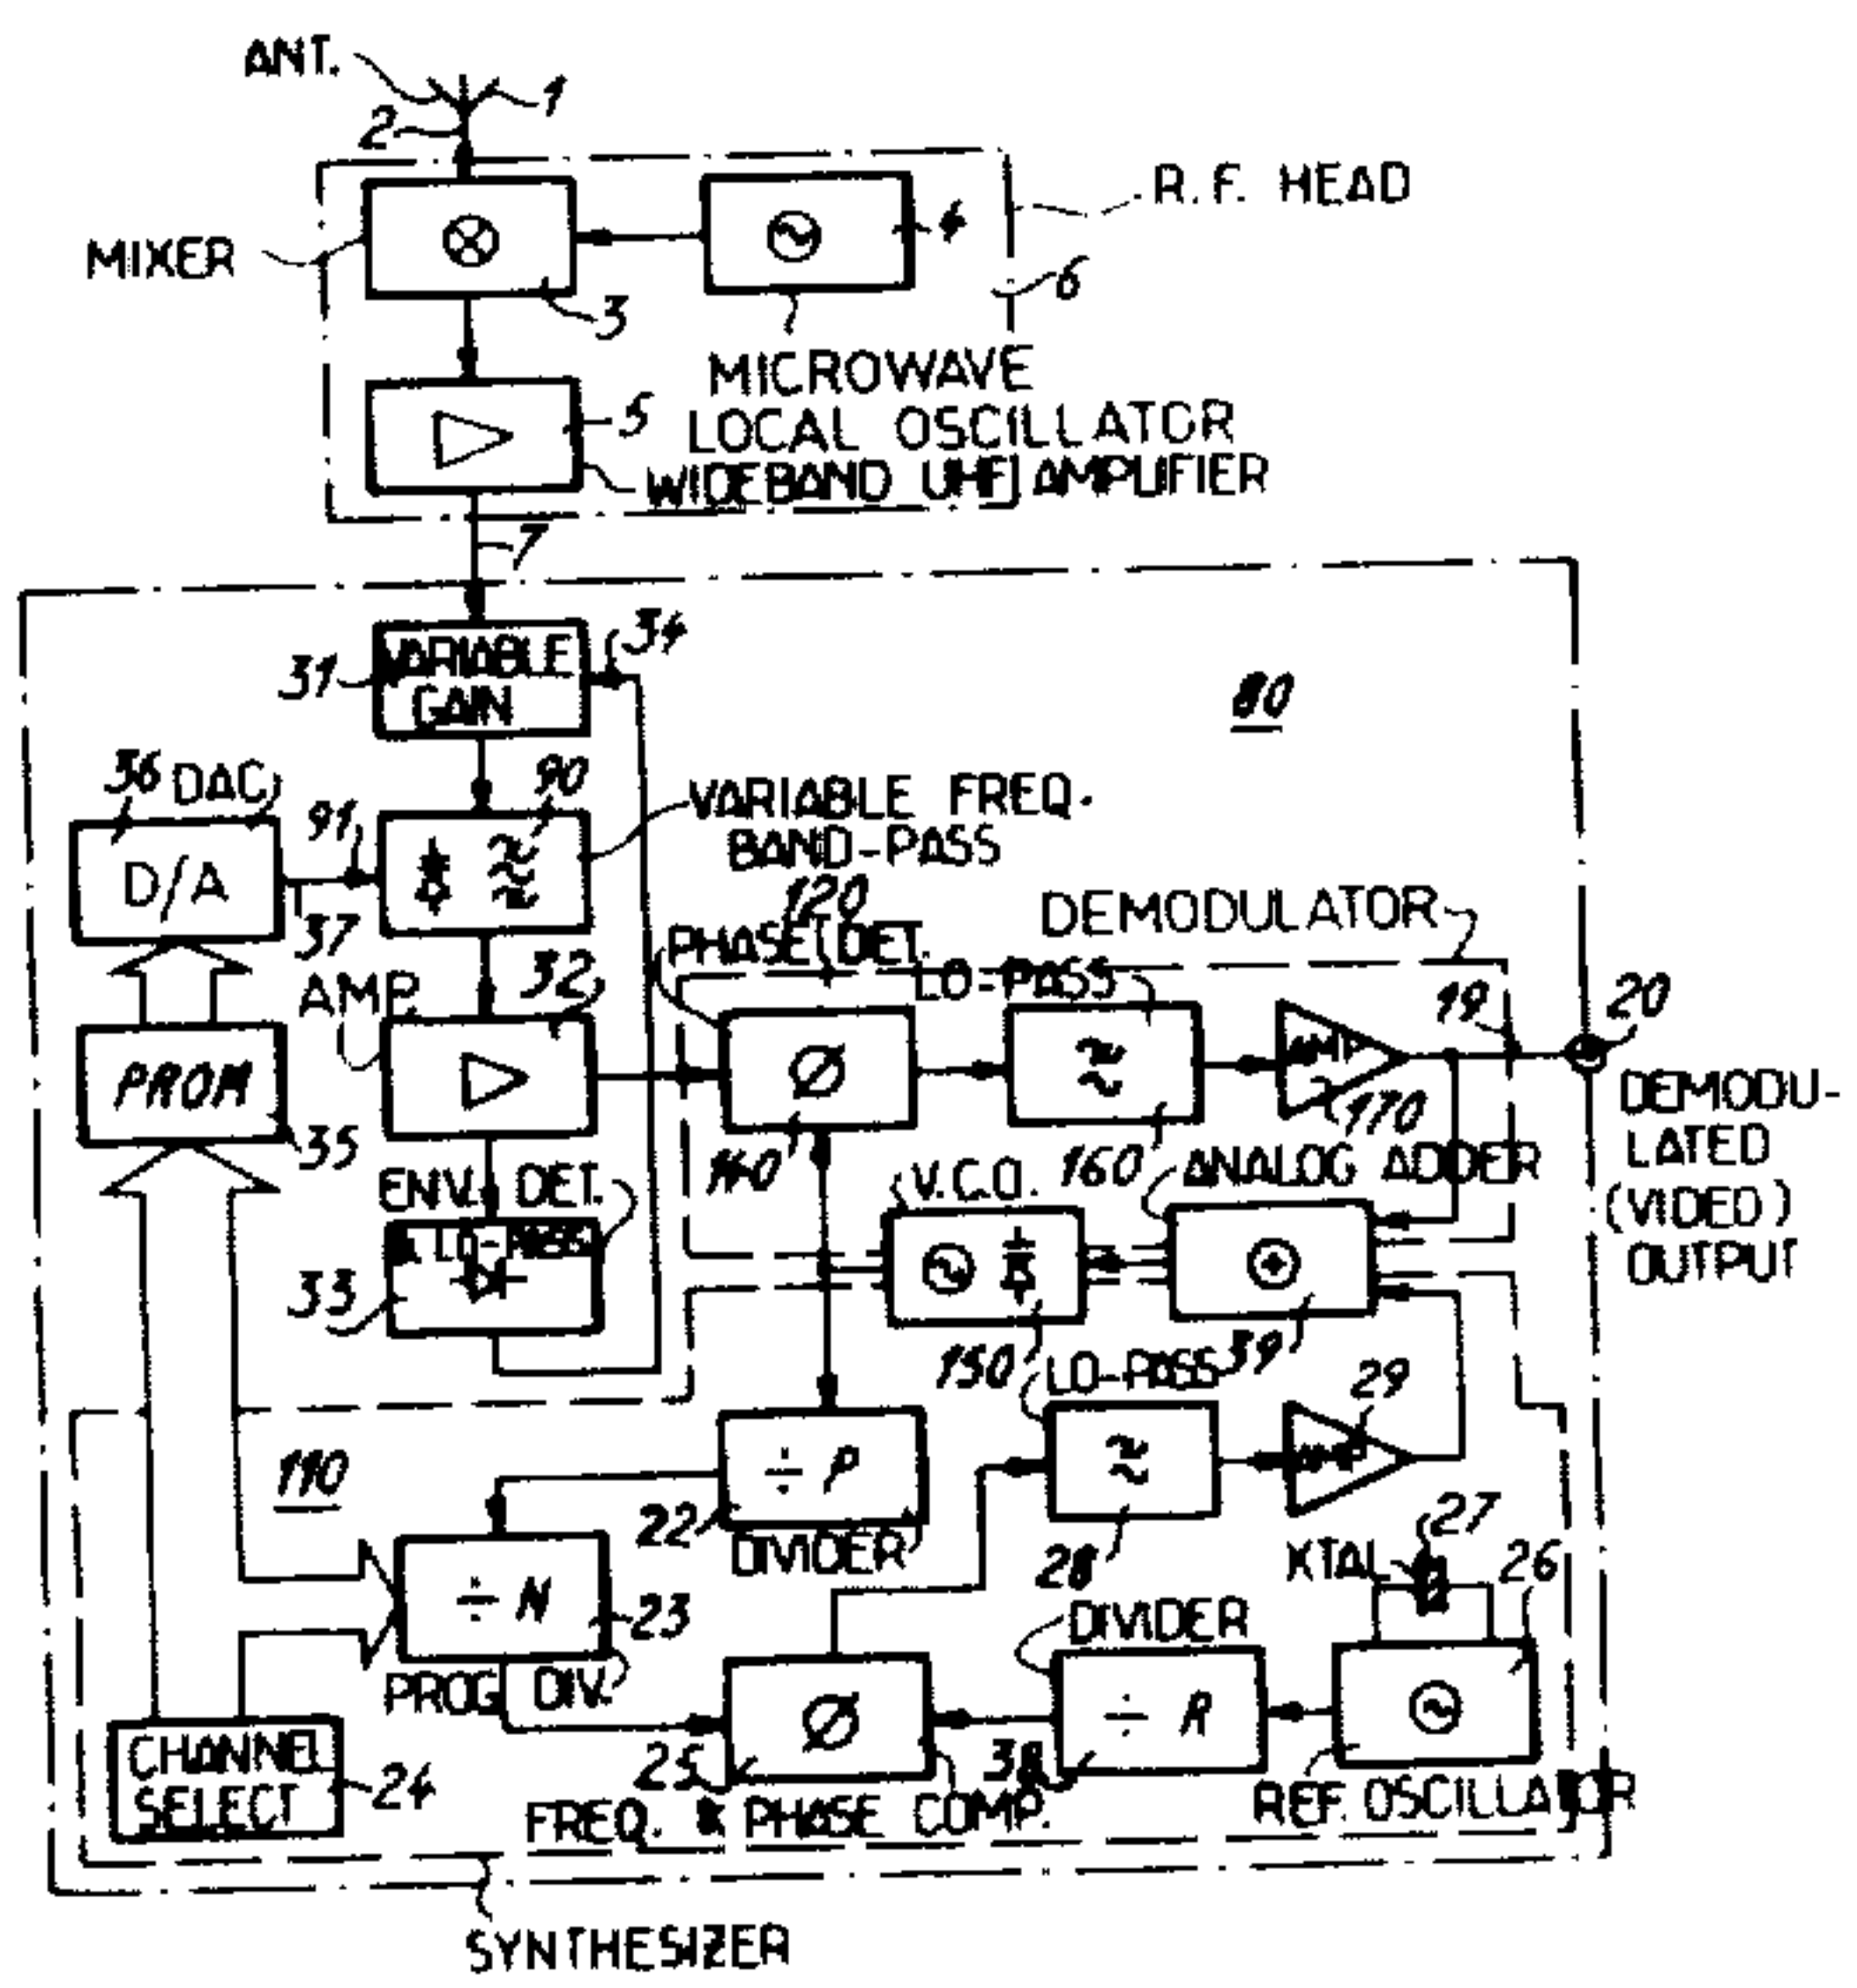 ANT.
1
2
R.F. HEAD
4
MIXER
6
3
MICROWAVE
LOCAL OSCILLATOR
5
WIDEBAND (UHF) AMPLIFIER
7
34
31
VARIABLE
GAIN
80
36 DAC
90
91
VARIABLE FREQ.
BAND-PASS
D/A
120
37
DEMODULATOR
PHASE DET.
LO-PASS
AMP.
32
19
20
PROM
Ø
AMP
DEMODU-
LATED
(VIDEO)
OUTPUT
170
35
140
160
ANALOG ADDER
ENV. DET.
V.C.O.
& LO-PASS
33
150
LO-PASS
39
29
110
÷ P
AMP
22
DIVIDER
28
27
XTAL
26
÷ N
23
DIVIDER
PROG. DIV.
Ø
÷ R
CHANNEL
SELECT
24
25
38
REF. OSCILLATOR
FREQ. & PHASE COMP.
SYNTHESIZER